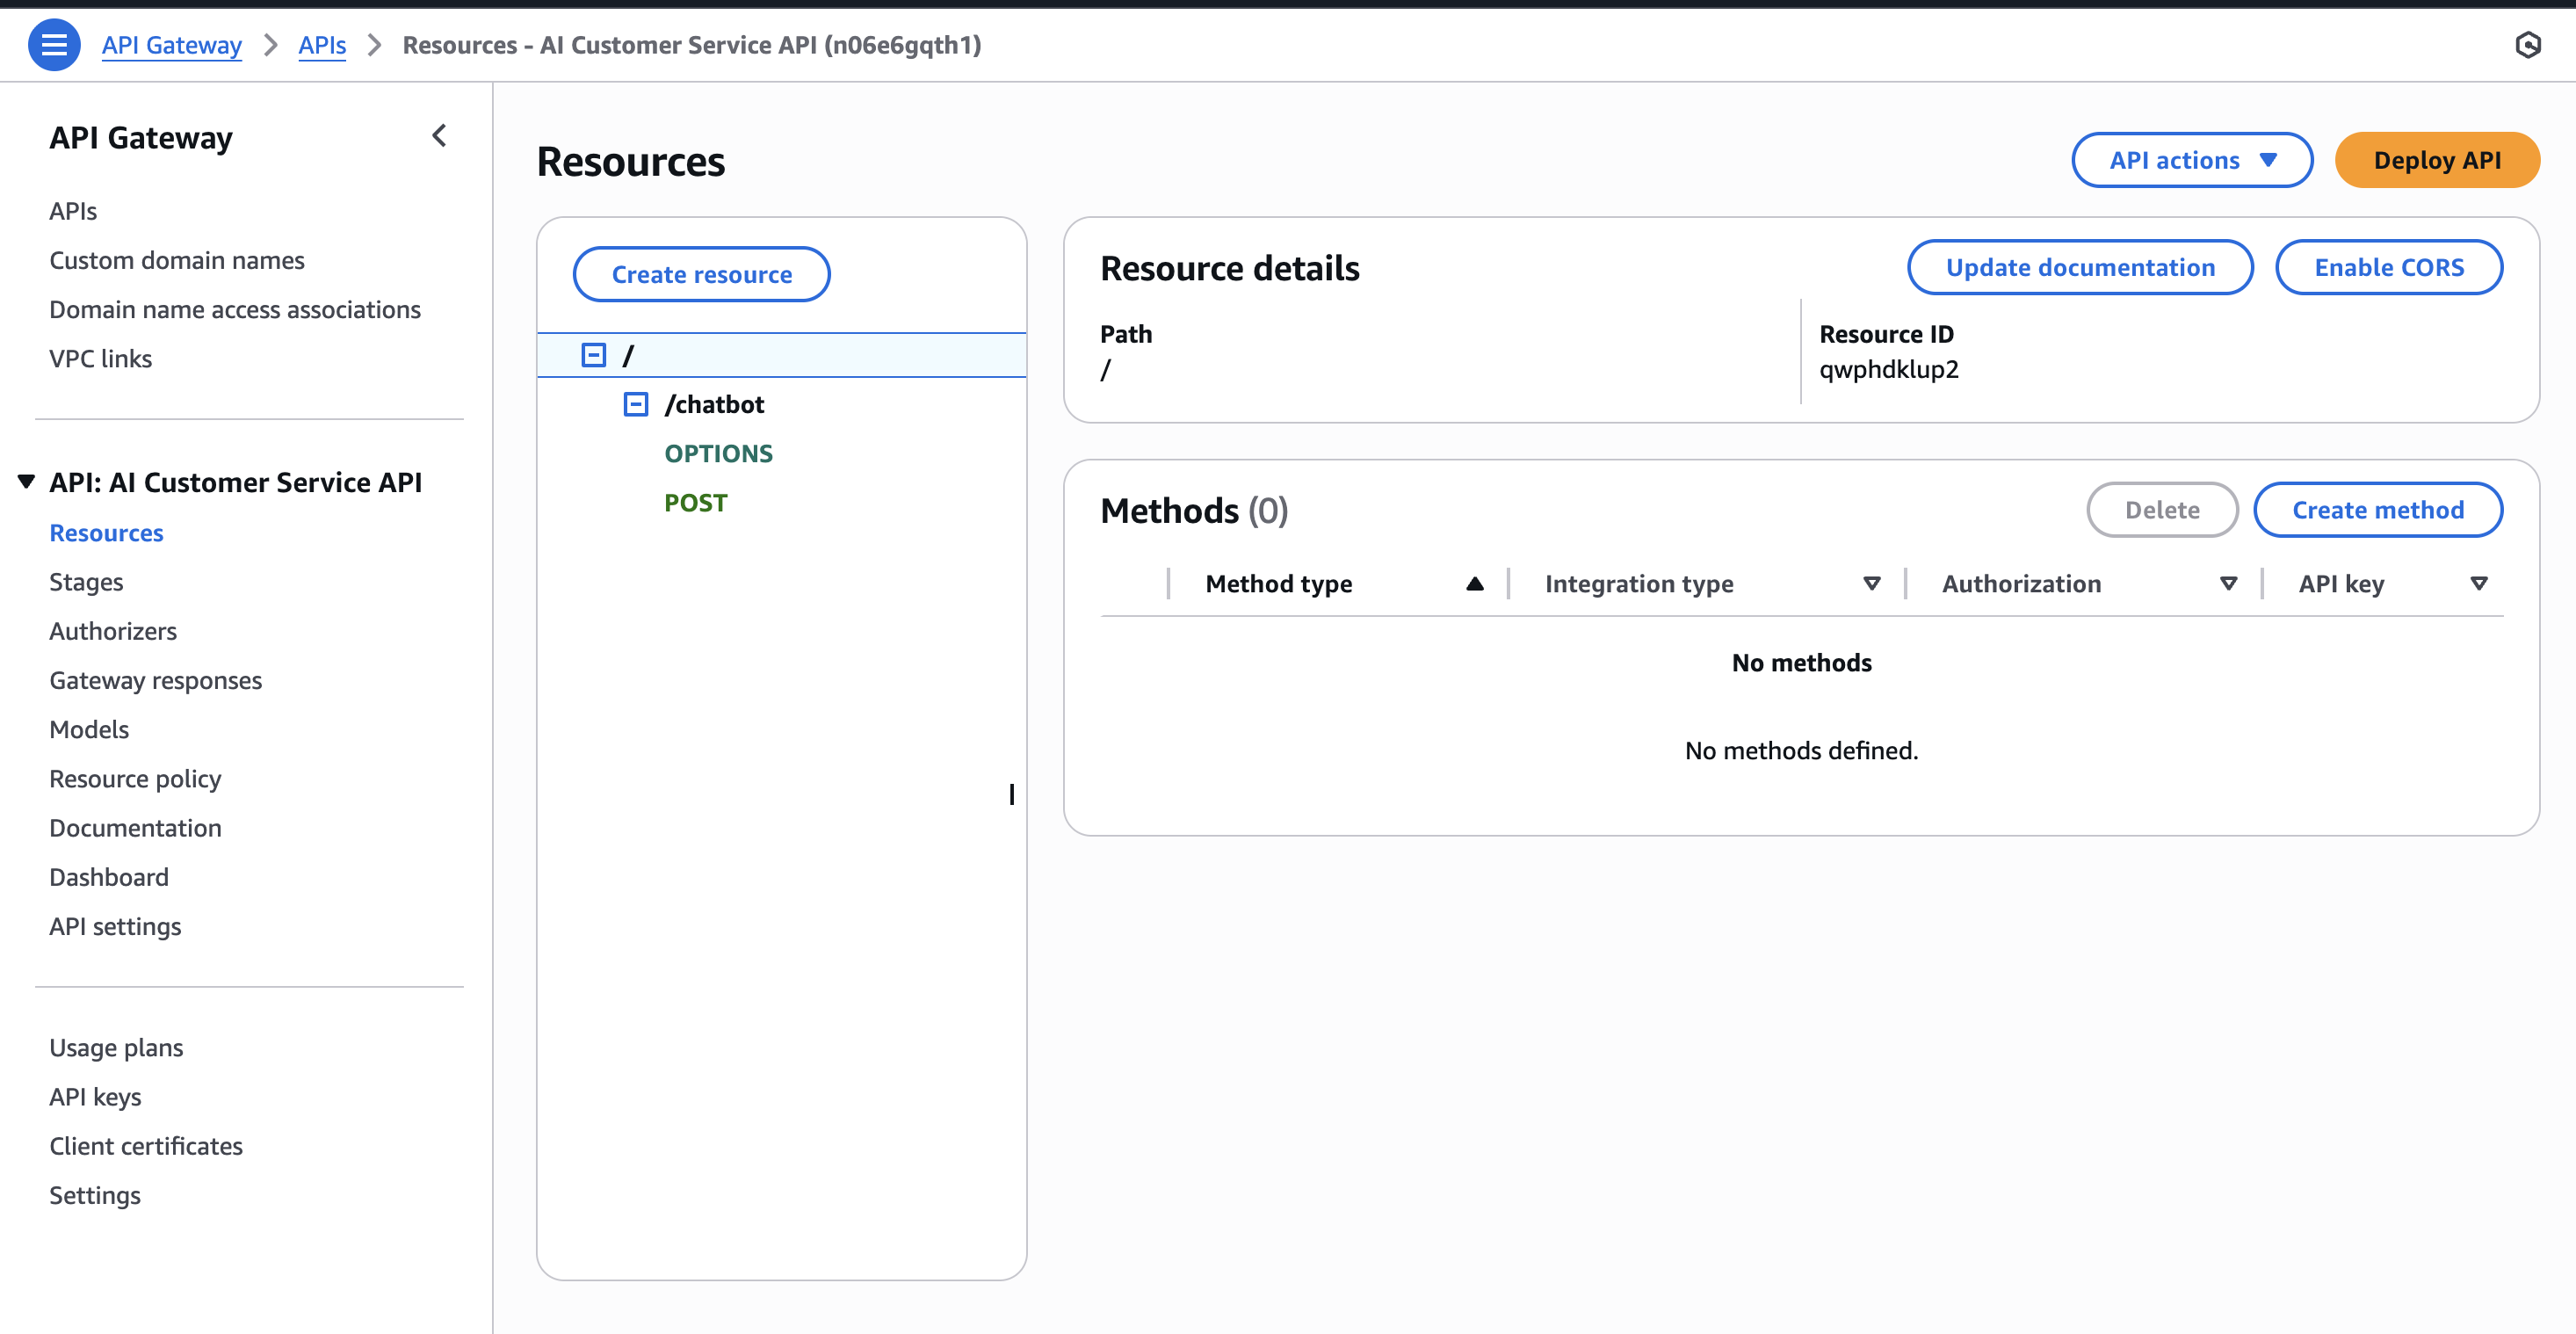 API Gateway > APIs > Resources - AI Customer Service API (n06e6gqth1)
API Gateway
APIs
Custom domain names
Domain name access associations
VPC links
API: AI Customer Service API
Resources
Stages
Authorizers
Gateway responses
Models
Resource policy
Documentation
Dashboard
API settings
Usage plans
API keys
Client certificates
Settings
Resources
API actions
Deploy API
Create resource
/
/chatbot
OPTIONS
POST
Resource details
Update documentation
Enable CORS
Path
/
Resource ID
qwphdklup2
Methods (0)
Delete
Create method
Method type
Integration type
Authorization
API key
No methods
No methods defined.